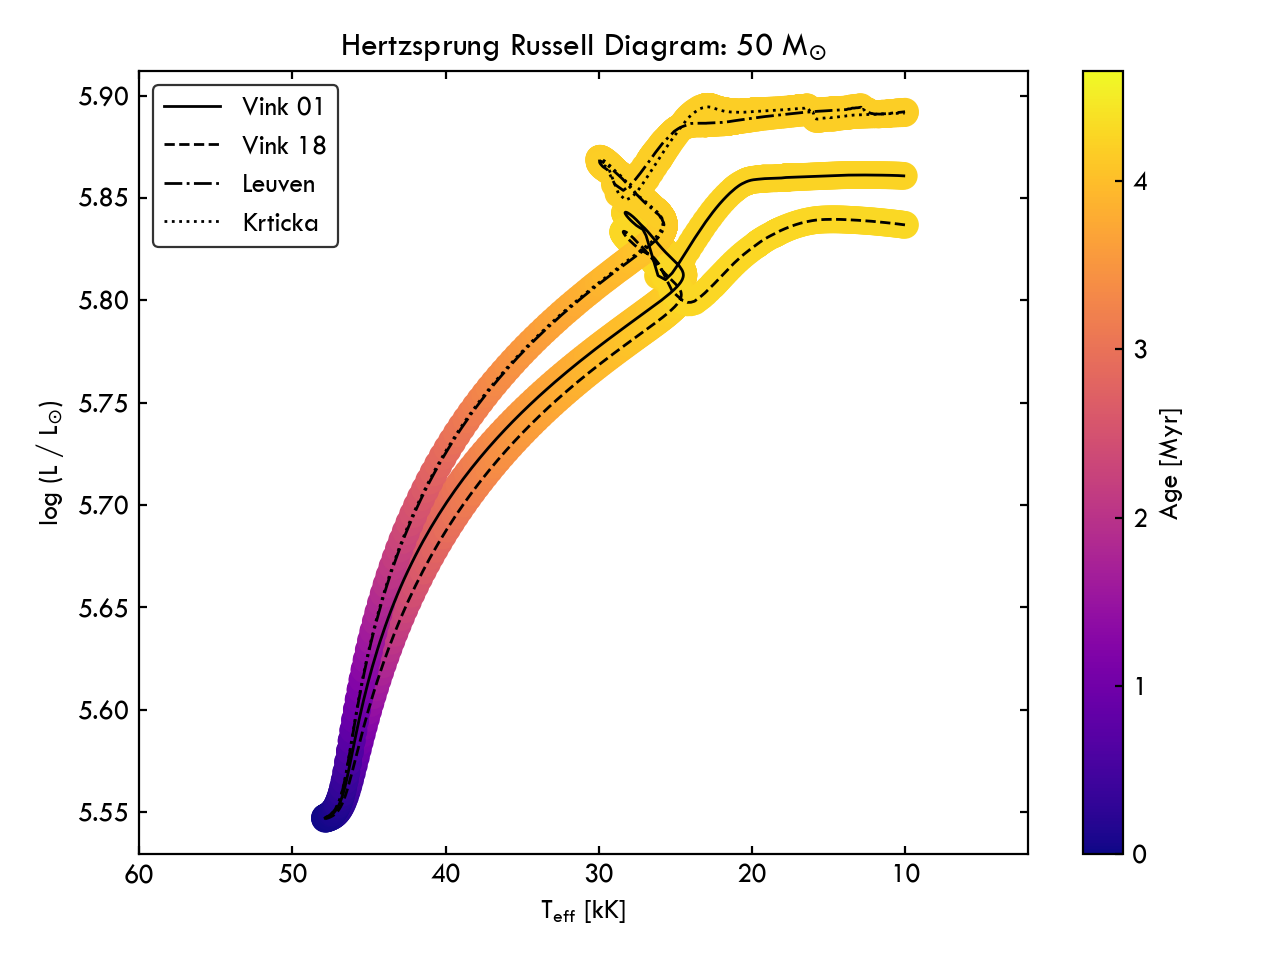 Hertzsprung Russell Diagram: 50 M☉
Vink 01
Vink 18
Leuven
Krticka
5.90
5.85
5.80
5.75
5.70
5.65
5.60
5.55
log (L / L☉)
60
50
40
30
20
10
Teff [kK]
4
3
2
1
0
Age [Myr]